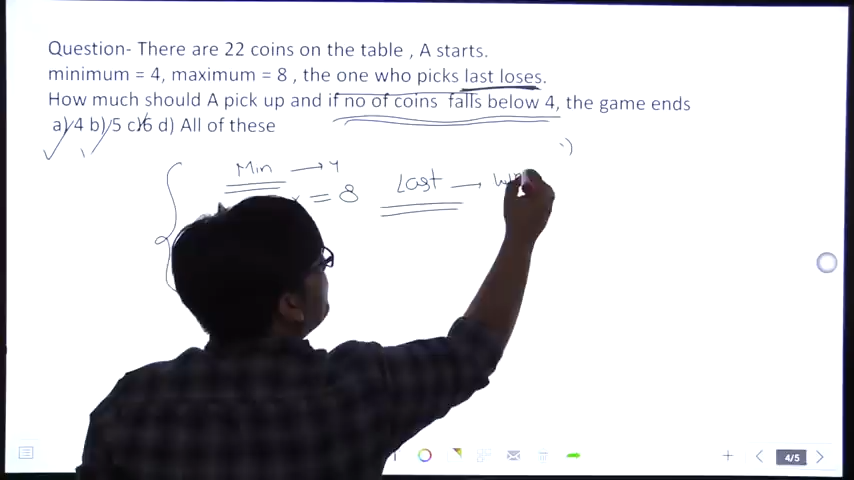 Question- There are 22 coins on the table , A starts.
minimum = 4, maximum = 8 , the one who picks last loses.
How much should A pick up and if no of coins falls below 4, the game ends
a) 4 b) 5 c) 6 d) All of these
1)
Min → 4
= 8 Last →
4/5